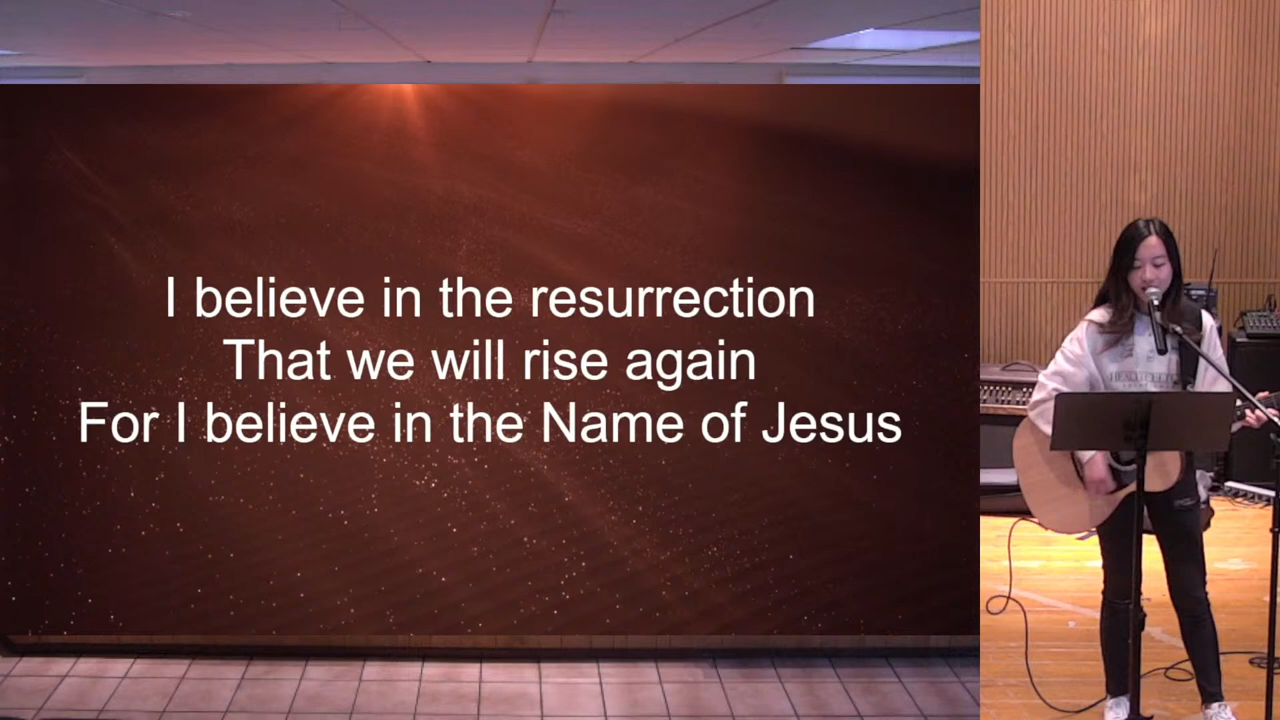 I believe in the resurrection
That we will rise again
For I believe in the Name of Jesus